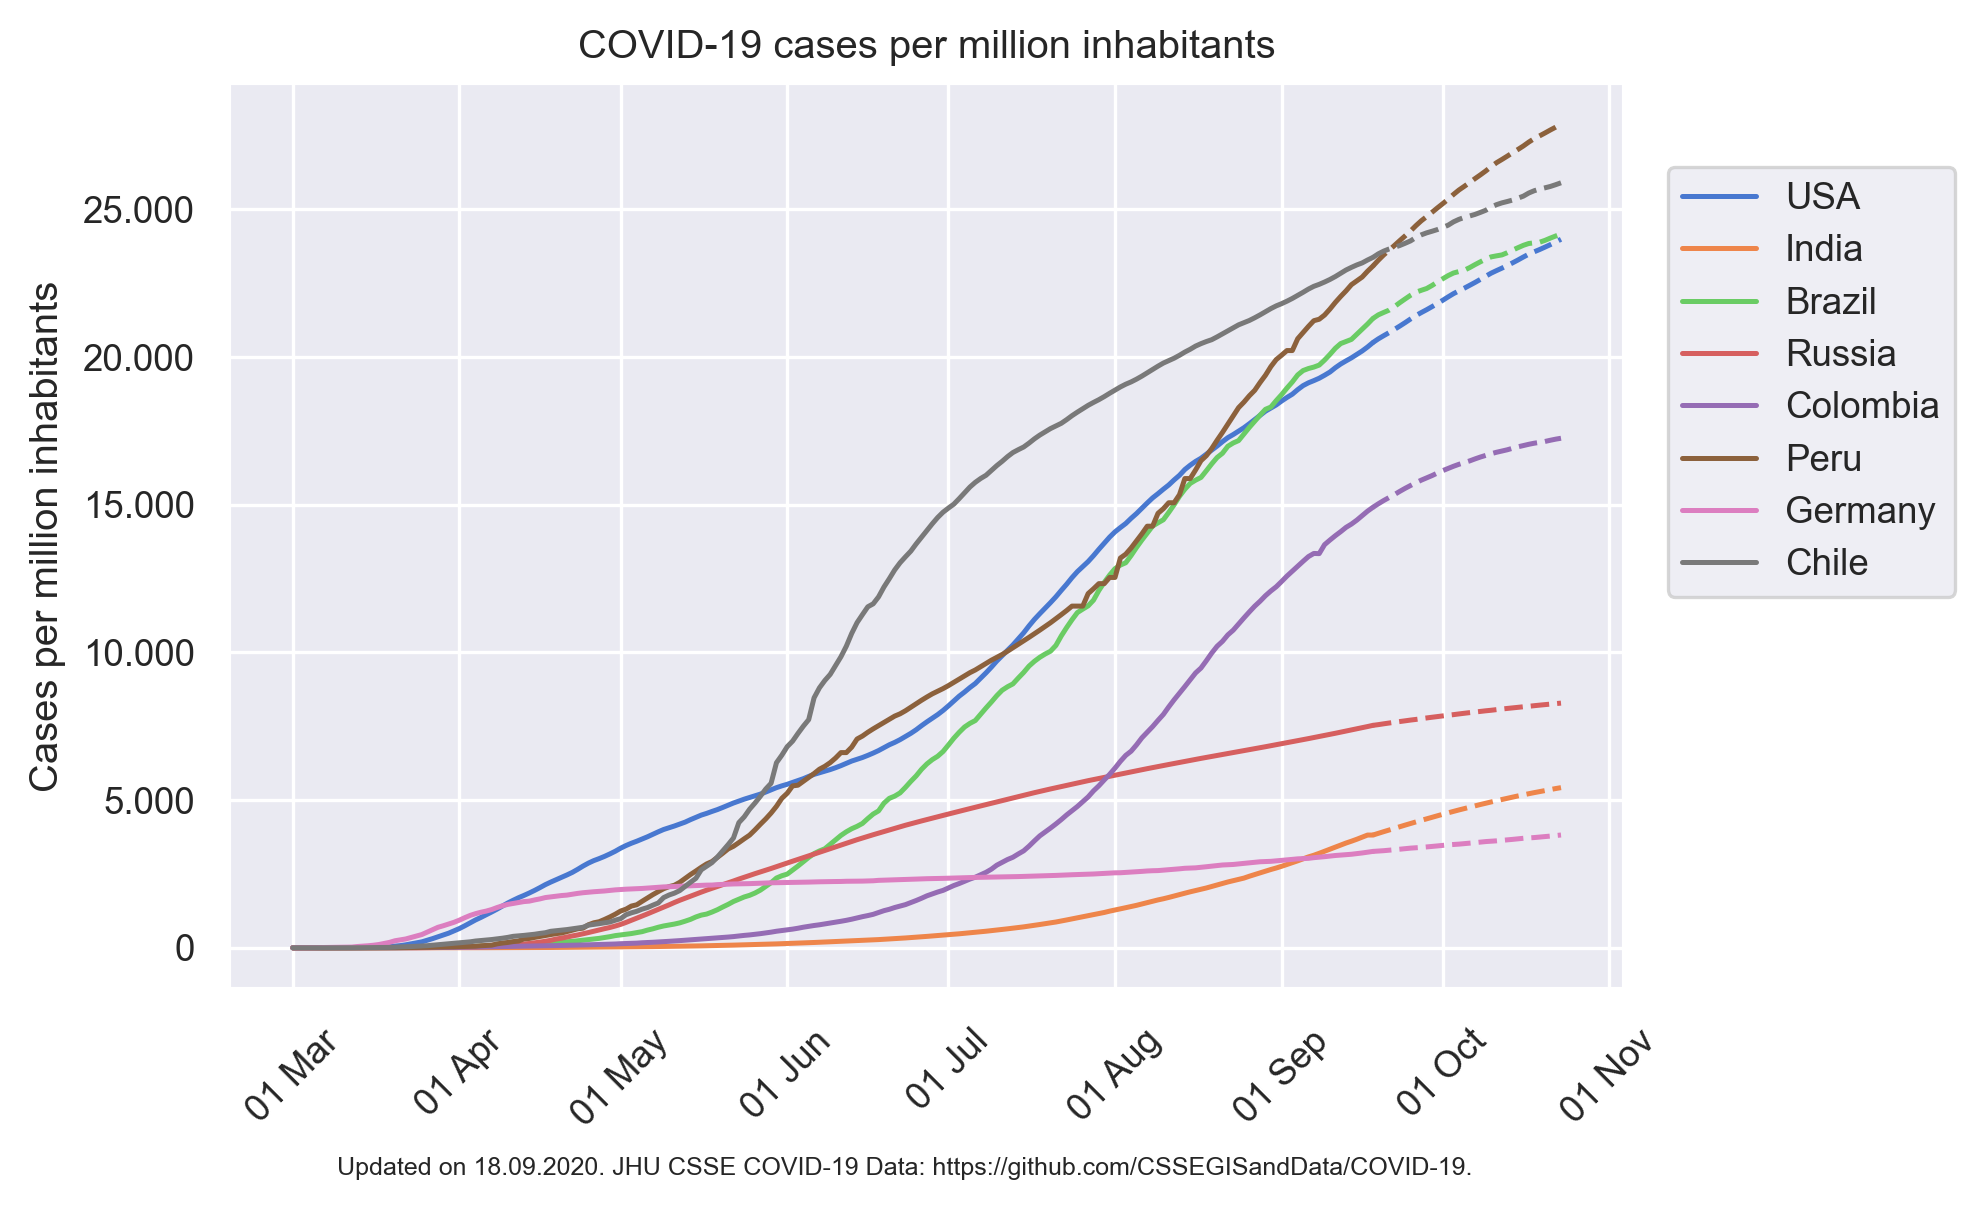 COVID-19 cases per million inhabitants
Cases per million inhabitants
25.000
20.000
15.000
10.000
5.000
0
01 Mar
01 Apr
01 May
01 Jun
01 Jul
01 Aug
01 Sep
01 Oct
01 Nov
USA
India
Brazil
Russia
Colombia
Peru
Germany
Chile
Updated on 18.09.2020. JHU CSSE COVID-19 Data: https://github.com/CSSEGISandData/COVID-19.